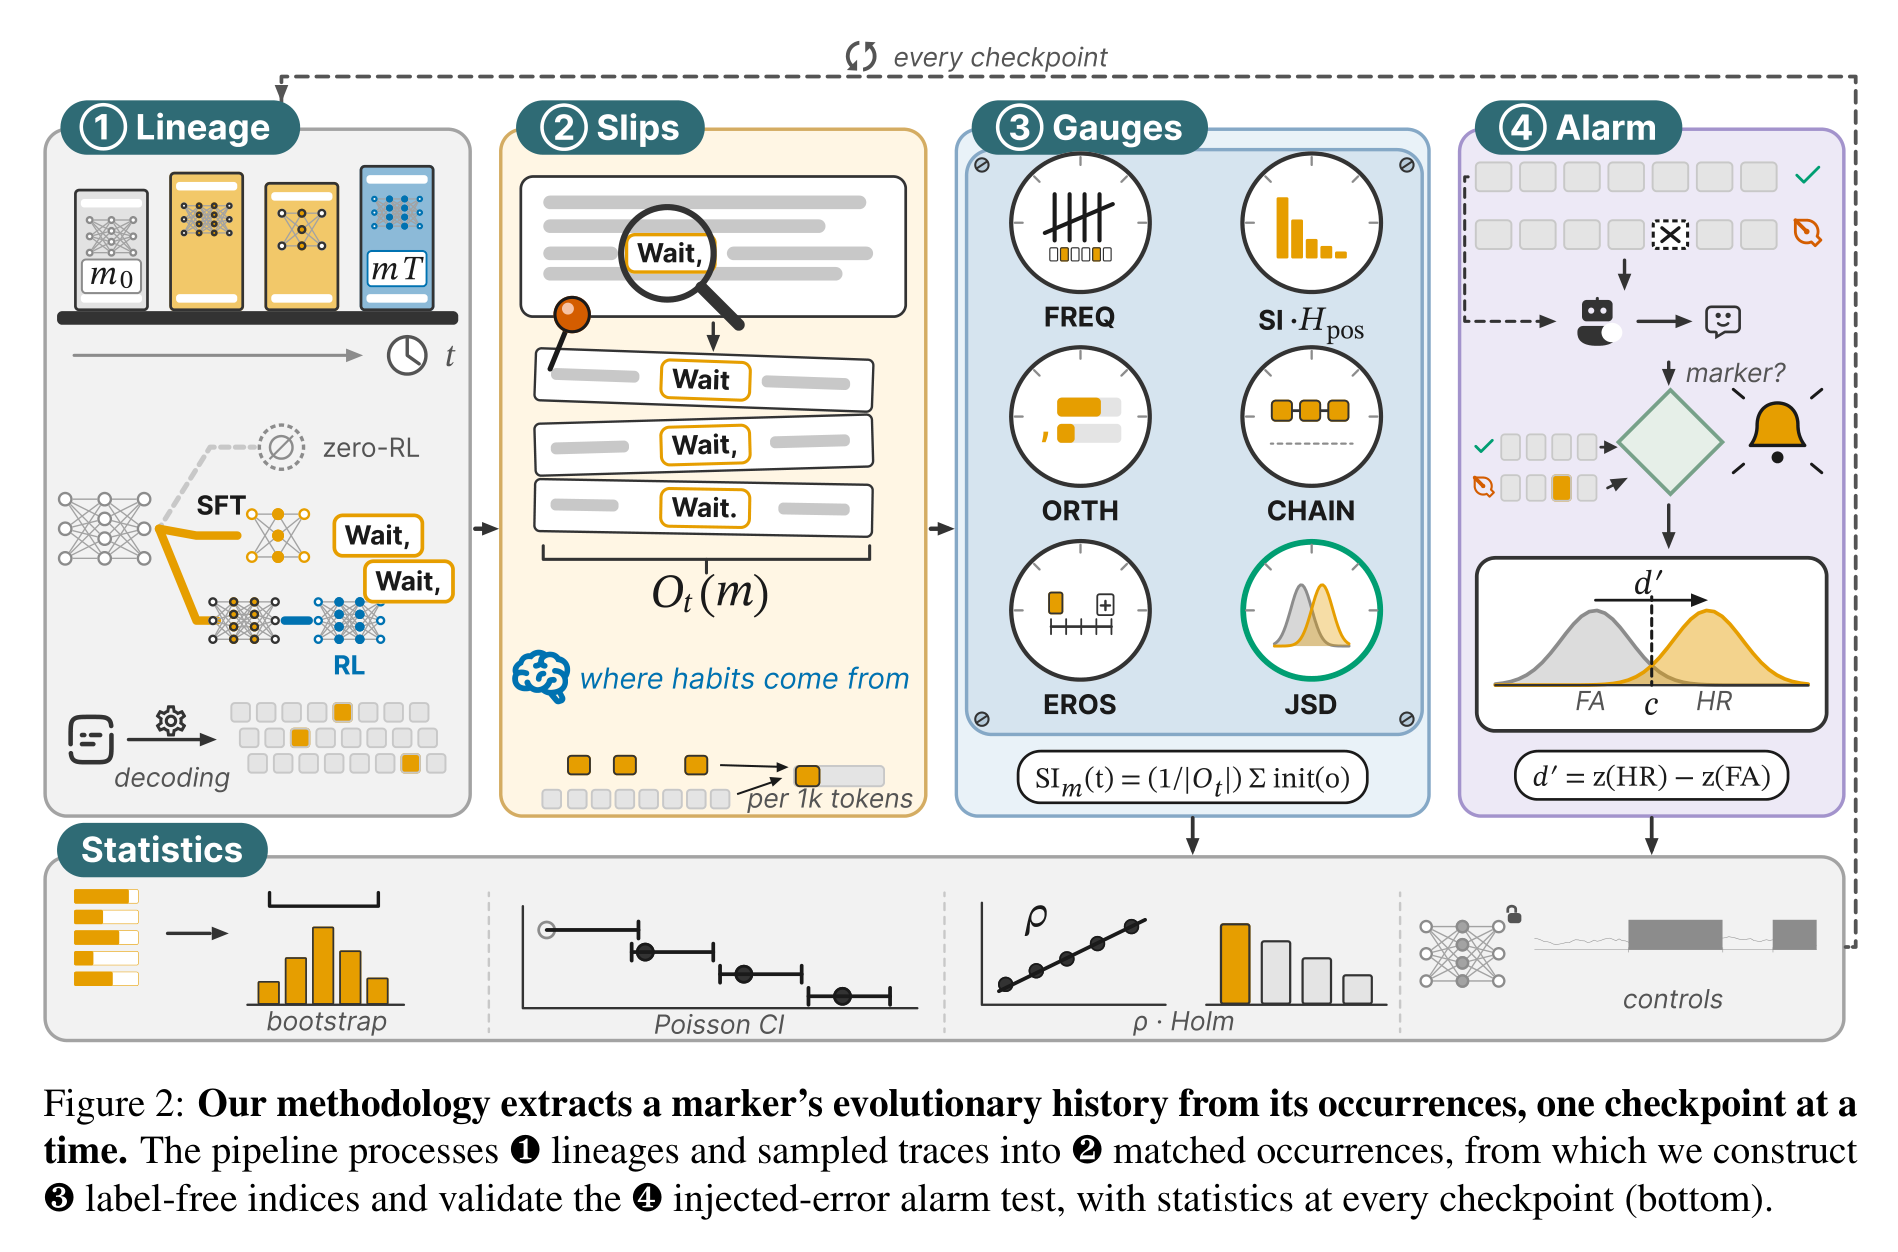 every checkpoint
1 Lineage
m0
mT
t
zero-RL
SFT
Wait,
Wait,
RL
decoding
2 Slips
Wait,
Wait
Wait,
Wait.
Oₜ(m)
where habits come from
per 1k tokens
3 Gauges
FREQ
SI · H_pos
,
ORTH
CHAIN
EROS
JSD
SIₘ(t) = (1/|Oₜ|) Σ init(o)
4 Alarm
marker?
d′
FA
c
HR
d′ = z(HR) − z(FA)
Statistics
bootstrap
Poisson CI
ρ
ρ · Holm
controls
Figure 2: Our methodology extracts a marker’s evolutionary history from its occurrences, one checkpoint at a
time. The pipeline processes ❶ lineages and sampled traces into ❷ matched occurrences, from which we construct
❸ label-free indices and validate the ❹ injected-error alarm test, with statistics at every checkpoint (bottom).